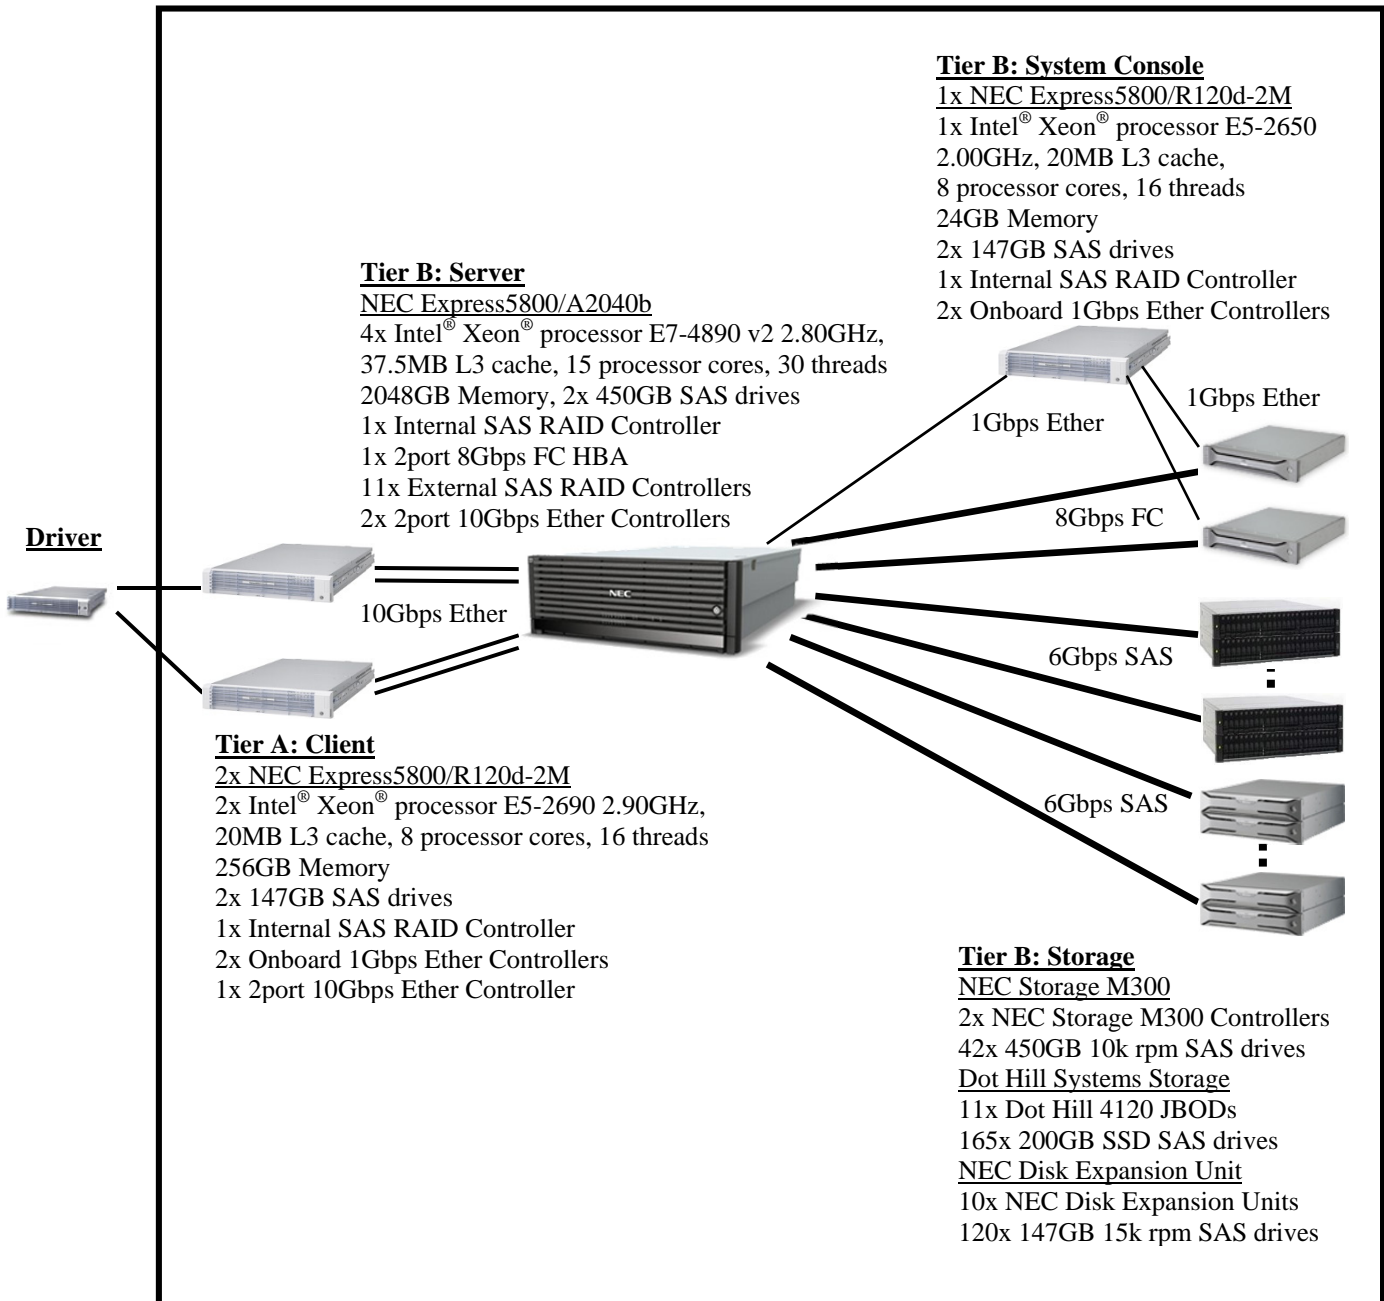 Tier B: System Console
1x NEC Express5800/R120d-2M
1x Intel® Xeon® processor E5-2650
2.00GHz, 20MB L3 cache,
8 processor cores, 16 threads
24GB Memory
2x 147GB SAS drives
1x Internal SAS RAID Controller
2x Onboard 1Gbps Ether Controllers
Tier B: Server
NEC Express5800/A2040b
4x Intel® Xeon® processor E7-4890 v2 2.80GHz,
37.5MB L3 cache, 15 processor cores, 30 threads
2048GB Memory, 2x 450GB SAS drives
1x Internal SAS RAID Controller
1x 2port 8Gbps FC HBA
11x External SAS RAID Controllers
2x 2port 10Gbps Ether Controllers
1Gbps Ether
1Gbps Ether
8Gbps FC
Driver
NEC
10Gbps Ether
6Gbps SAS
6Gbps SAS
Tier A: Client
2x NEC Express5800/R120d-2M
2x Intel® Xeon® processor E5-2690 2.90GHz,
20MB L3 cache, 8 processor cores, 16 threads
256GB Memory
2x 147GB SAS drives
1x Internal SAS RAID Controller
2x Onboard 1Gbps Ether Controllers
1x 2port 10Gbps Ether Controller
Tier B: Storage
NEC Storage M300
2x NEC Storage M300 Controllers
42x 450GB 10k rpm SAS drives
Dot Hill Systems Storage
11x Dot Hill 4120 JBODs
165x 200GB SSD SAS drives
NEC Disk Expansion Unit
10x NEC Disk Expansion Units
120x 147GB 15k rpm SAS drives